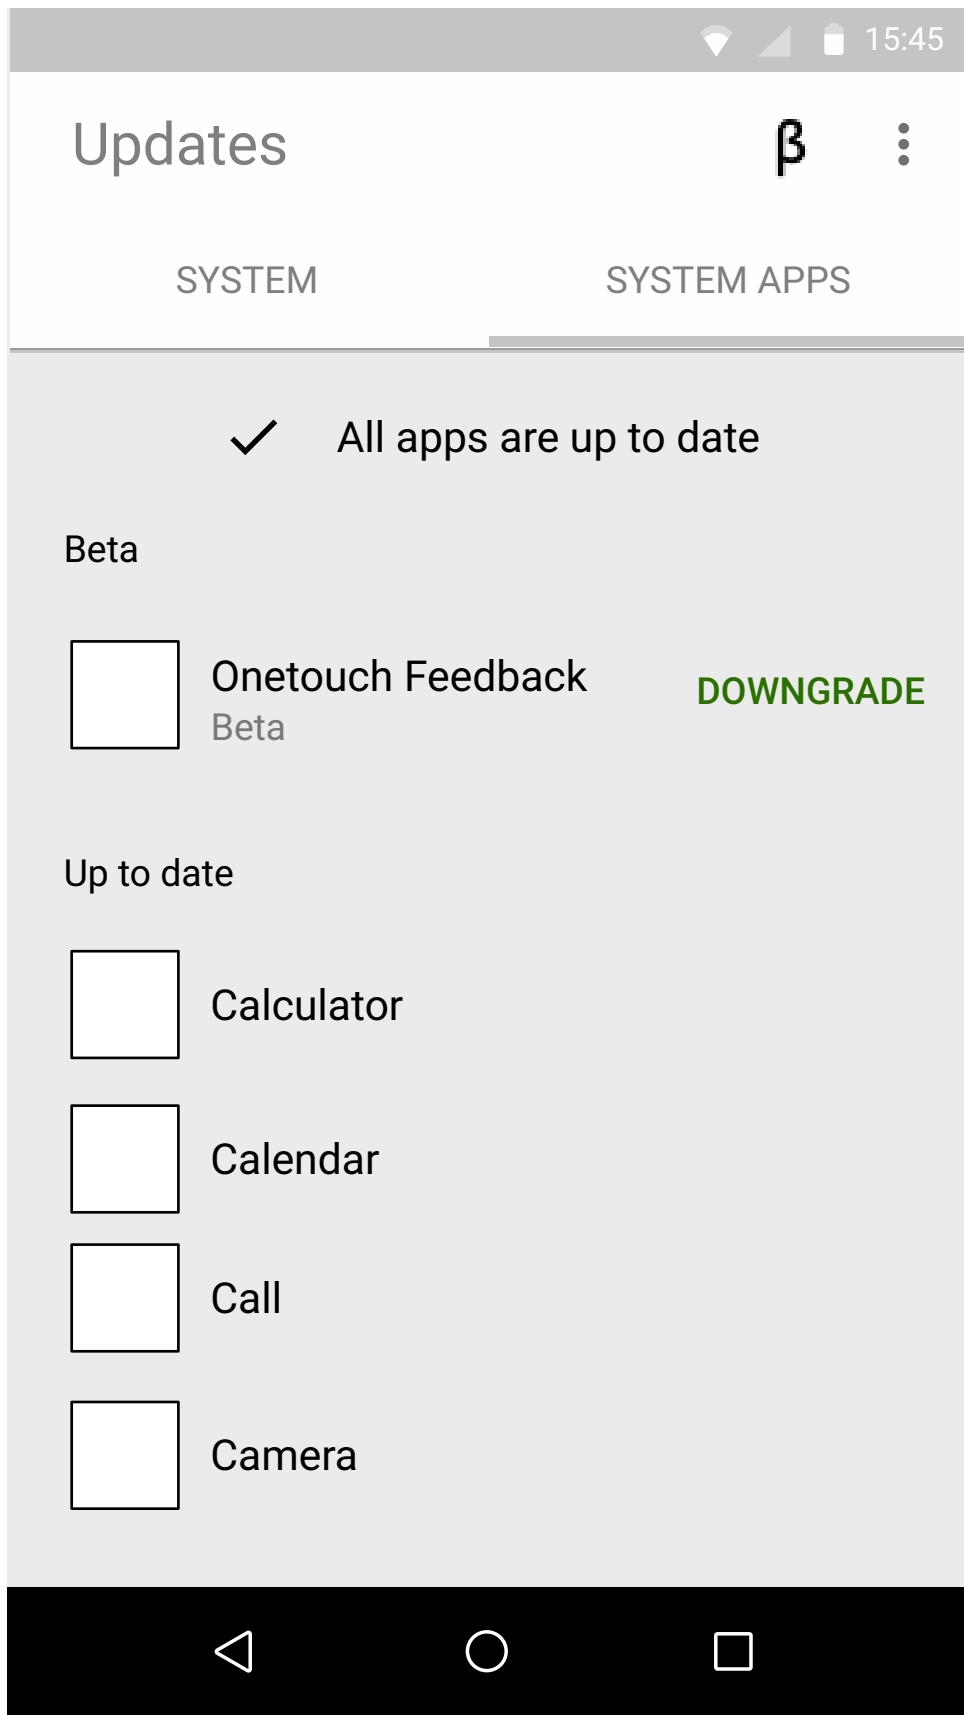 15:45
Updates β
SYSTEM SYSTEM APPS
All apps are up to date
Beta
Onetouch Feedback
Beta
DOWNGRADE
Up to date
Calculator
Calendar
Call
Camera